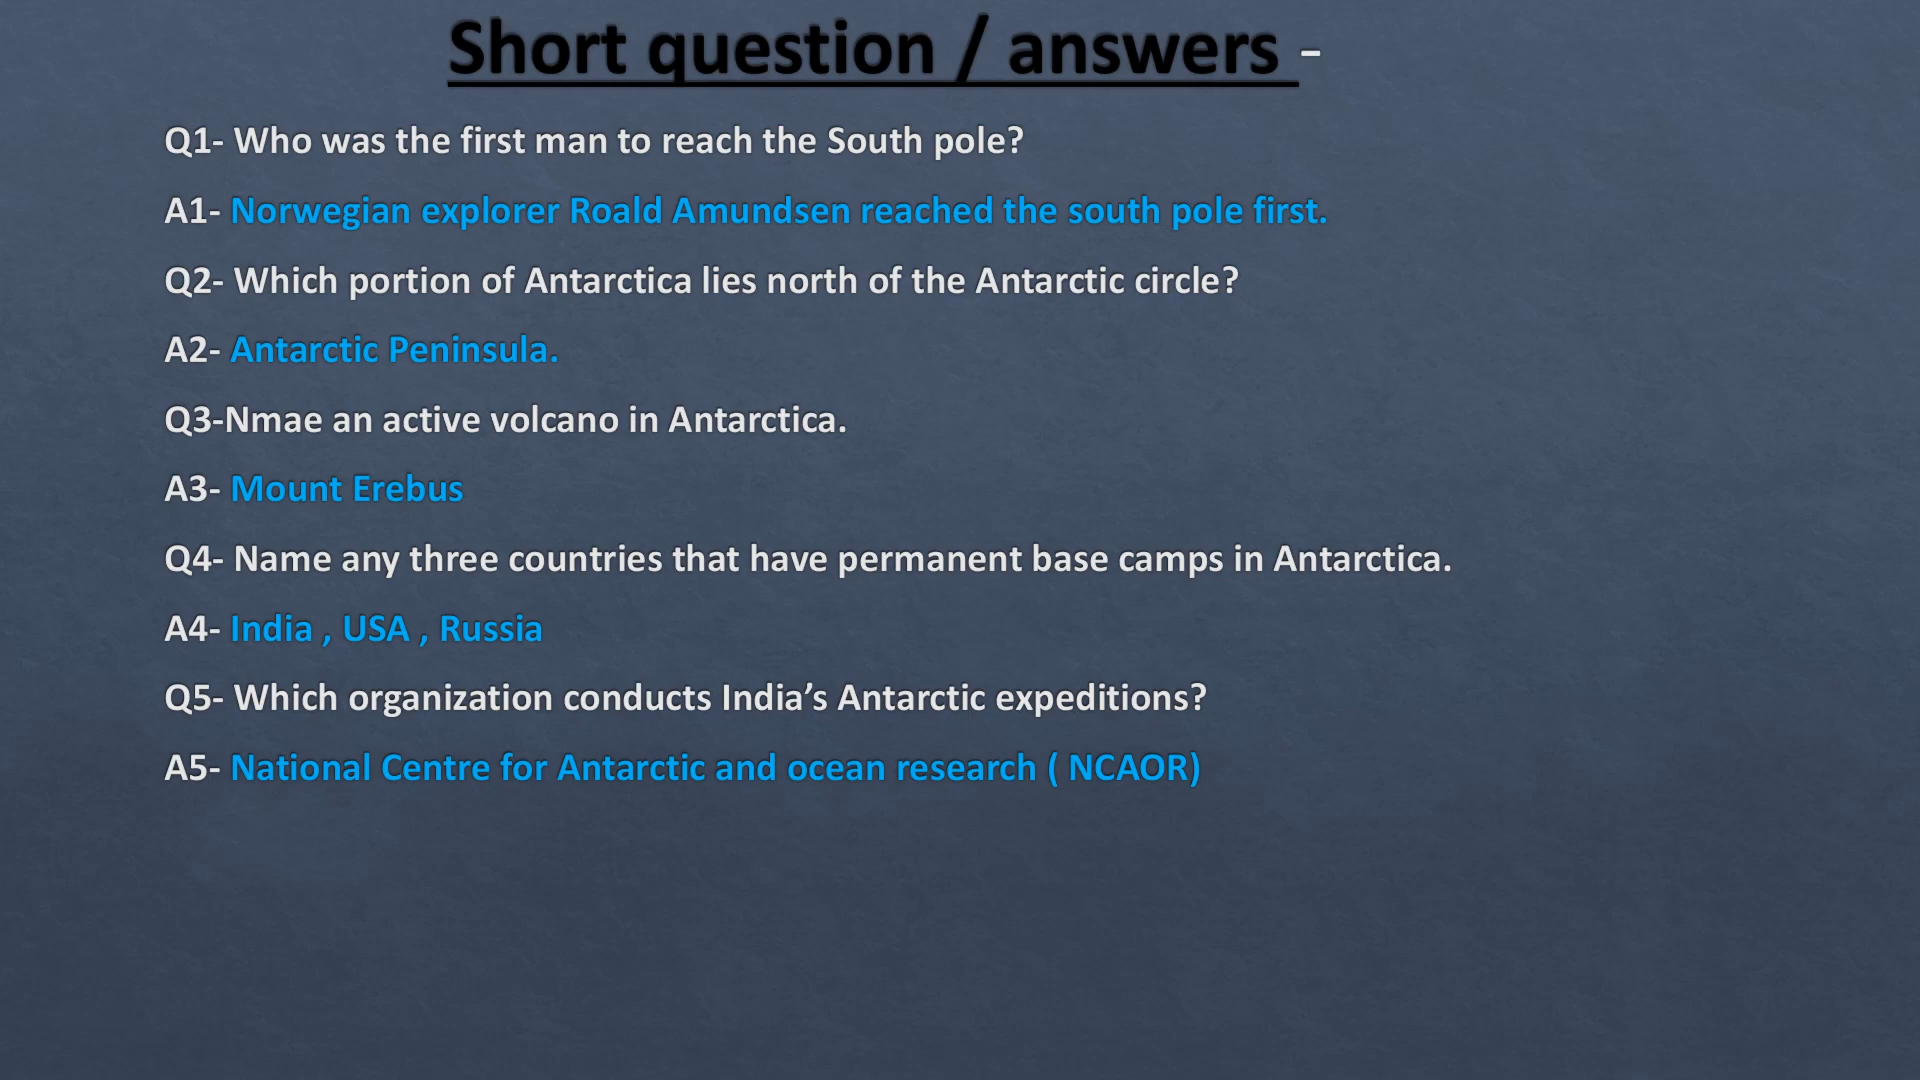 Short question / answers -
Q1- Who was the first man to reach the South pole?
A1- Norwegian explorer Roald Amundsen reached the south pole first.
Q2- Which portion of Antarctica lies north of the Antarctic circle?
A2- Antarctic Peninsula.
Q3-Nmae an active volcano in Antarctica.
A3- Mount Erebus
Q4- Name any three countries that have permanent base camps in Antarctica.
A4- India , USA , Russia
Q5- Which organization conducts India’s Antarctic expeditions?
A5- National Centre for Antarctic and ocean research ( NCAOR)